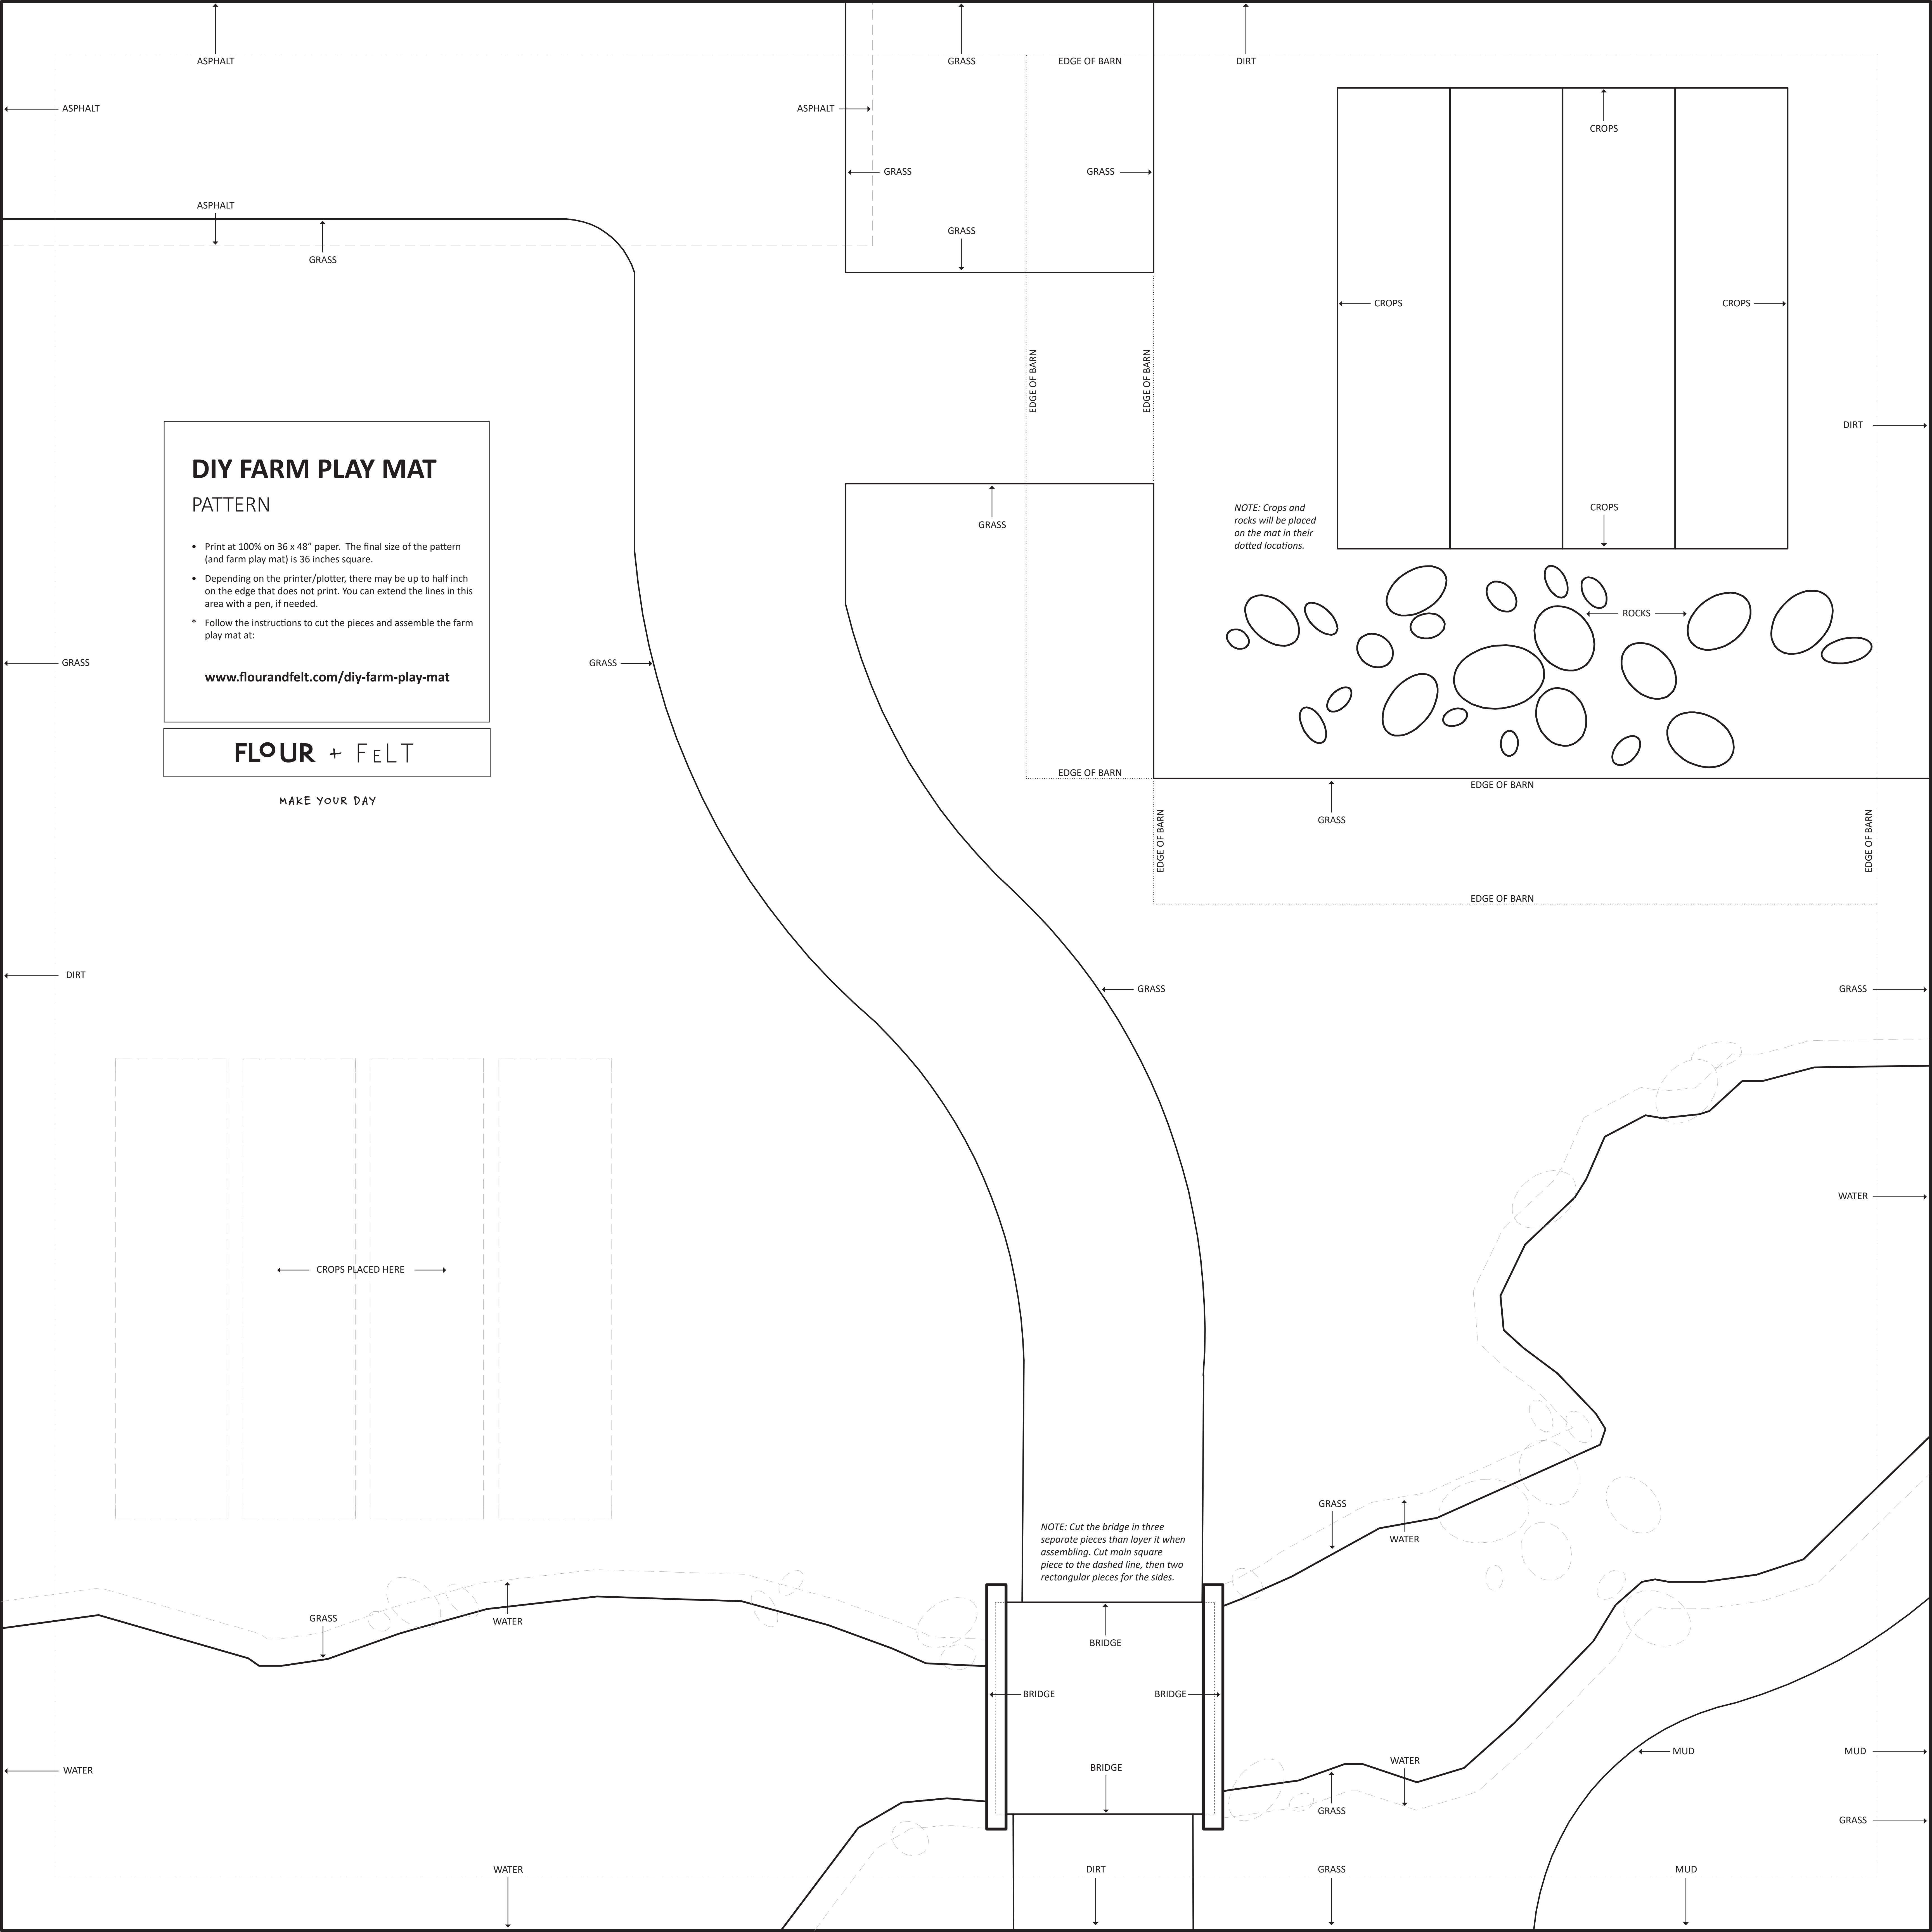 ASPHALT
GRASS
EDGE OF BARN
DIRT
ASPHALT
ASPHALT
CROPS
GRASS
GRASS
ASPHALT
GRASS
GRASS
CROPS
CROPS
EDGE OF BARN
EDGE OF BARN
DIRT
DIY FARM PLAY MAT
PATTERN
• Print at 100% on 36 x 48” paper. The final size of the pattern
(and farm play mat) is 36 inches square.
• Depending on the printer/plotter, there may be up to half inch
on the edge that does not print. You can extend the lines in this
area with a pen, if needed.
* Follow the instructions to cut the pieces and assemble the farm
play mat at:
www.flourandfelt.com/diy-farm-play-mat
FLOUR + FeLT
MAKE YOUR DAY
GRASS
NOTE: Crops and
rocks will be placed
on the mat in their
dotted locations.
CROPS
ROCKS
GRASS
GRASS
EDGE OF BARN
EDGE OF BARN
GRASS
EDGE OF BARN
EDGE OF BARN
EDGE OF BARN
DIRT
GRASS
GRASS
WATER
CROPS PLACED HERE
GRASS
WATER
NOTE: Cut the bridge in three
separate pieces than layer it when
assembling. Cut main square
piece to the dashed line, then two
rectangular pieces for the sides.
GRASS
WATER
BRIDGE
BRIDGE
BRIDGE
MUD
MUD
WATER
BRIDGE
WATER
GRASS
GRASS
WATER
DIRT
GRASS
MUD